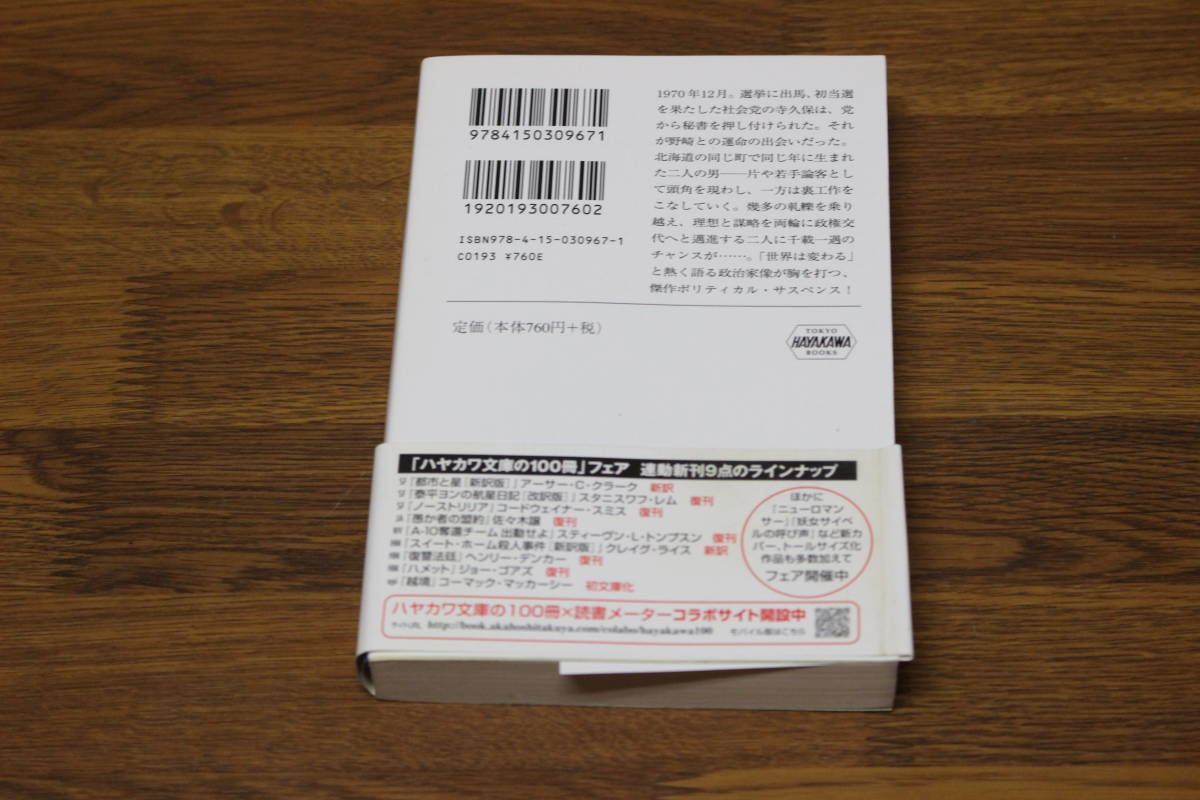 9784150309671
1920193007602
ISBN978-4-15-030967-1
C0193 ¥760E
1970年12月。選挙に出馬、初当選
を果たした社会党の寺久保は、党
から秘書を押し付けられた。それ
が野崎との運命の出会いだった。
北海道の同じ町で同じ年に生まれ
た二人の男――片や若手論客とし
て頭角を現わし、一方は裏工作を
こなしていく。幾多の軋轢を乗り
越え、理想と謀略を両輪に政権交
代へと邁進する二人に千載一遇の
チャンスが……。「世界は変わる」
と熱く語る政治家像が胸を打つ、
傑作ポリティカル・サスペンス!
定価(本体760円+税)
TOKYO
HAYAKAWA
BOOKS
「ハヤカワ文庫の100冊」フェア 連動新刊9点のラインナップ
SF『都市と星〔新訳版〕』アーサー・C・クラーク 新訳
SF『泰平ヨンの航星日記〔改訳版〕』スタニスワフ・レム 復刊
SF『ノーストリリア』コードウェイナー・スミス 復刊
JA『愚か者の盟約』佐々木譲 復刊
NV『A-10奪還チーム 出動せよ』スティーヴン・L・トンプスン 復刊
HM『スイート・ホーム殺人事件〔新訳版〕』クレイグ・ライス 新訳
HM『復讐法廷』ヘンリー・デンカー 復刊
HM『ハメット』ジョー・ゴアズ 復刊
epi『越境』コーマック・マッカーシー 初文庫化
ほかに
『ニューロマン
サー』『妖女サイベ
ルの呼び声』など新カ
バー、トールサイズ化
作品も多数加えて
フェア開催中
ハヤカワ文庫の100冊×読書メーターコラボサイト開設中
サイトURL http://book.akahoshitakuya.com/colabo/hayakawa100 モバイル版はこちら